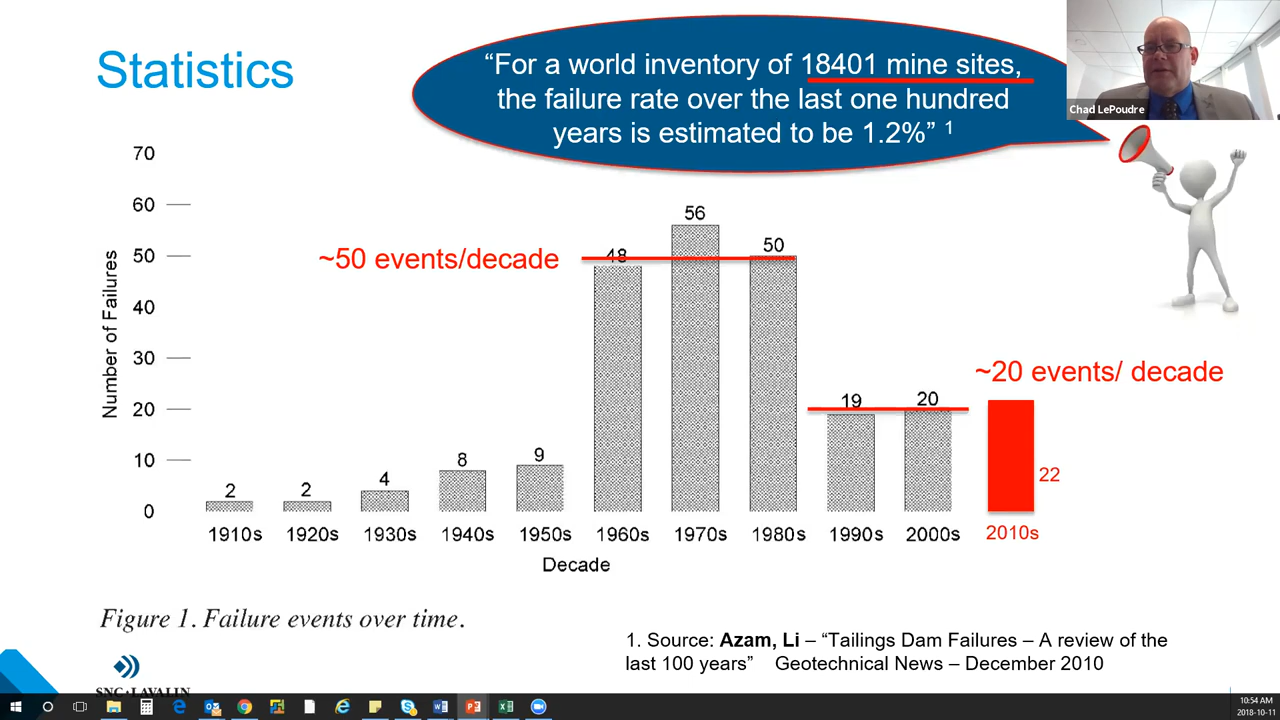 Statistics
“For a world inventory of 18401 mine sites,
the failure rate over the last one hundred
years is estimated to be 1.2%” 1
Chad LePoudre
70
60
50
40
30
20
10
0
Number of Failures
~50 events/decade
~20 events/ decade
2
2
4
8
9
48
56
50
19
20
22
1910s 1920s 1930s 1940s 1950s 1960s 1970s 1980s 1990s 2000s 2010s
Decade
Figure 1. Failure events over time.
1. Source: Azam, Li – “Tailings Dam Failures – A review of the
last 100 years” Geotechnical News – December 2010
SNC•LAVALIN
10:54 AM
2018-10-11